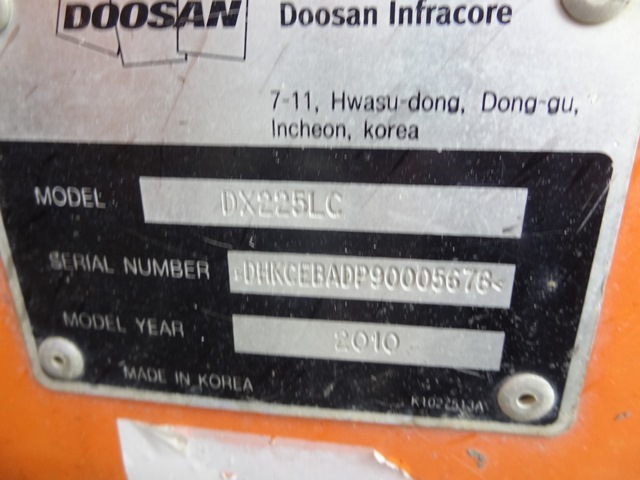 DOOSAN Doosan Infracore
7-11, Hwasu-dong, Dong-gu,
Incheon, korea
MODEL DX225LC
SERIAL NUMBER >DHKCEBADP90005676<
MODEL YEAR 2010
MADE IN KOREA K1022513A